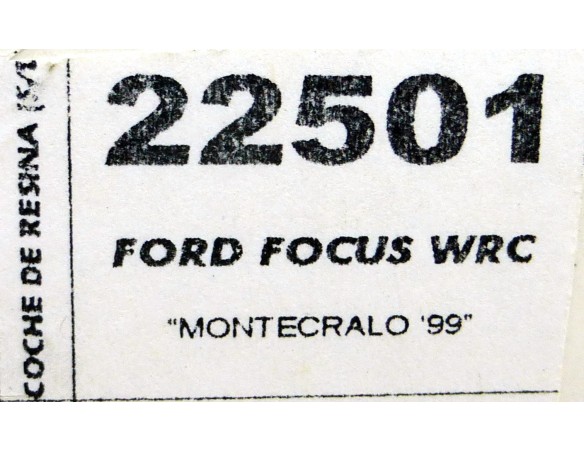 22501
FORD FOCUS WRC
"MONTECRALO '99"
COCHE DE RESINA